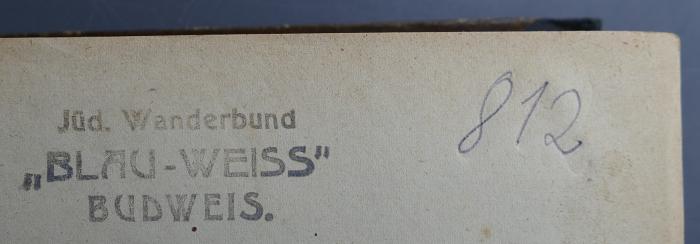 Jüd. Wanderbund 812
„BLAU-WEISS"
BUDWEIS.